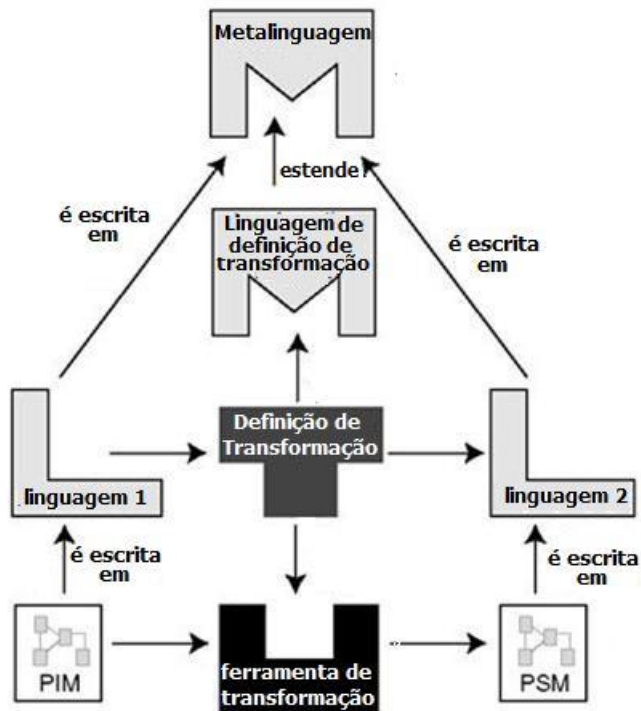 Metalinguagem
estende?
é escrita
em
é escrita
em
Linguagem de
definição de
transformação
Definição de
Transformação
linguagem 1
linguagem 2
é escrita
em
é escrita
em
PIM
ferramenta de
transformação
PSM